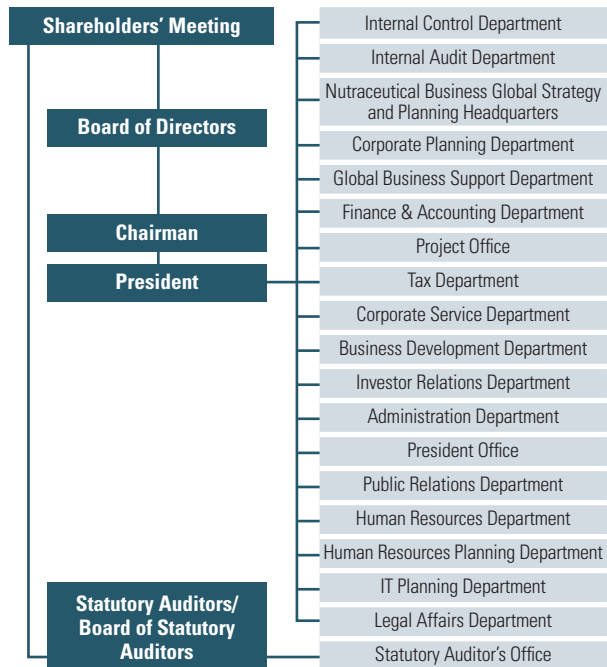 Shareholders' Meeting
Board of Directors
Chairman
President
Statutory Auditors/
Board of Statutory
Auditors
Internal Control Department
Internal Audit Department
Nutraceutical Business Global Strategy
and Planning Headquarters
Corporate Planning Department
Global Business Support Department
Finance & Accounting Department
Project Office
Tax Department
Corporate Service Department
Business Development Department
Investor Relations Department
Administration Department
President Office
Public Relations Department
Human Resources Department
Human Resources Planning Department
IT Planning Department
Legal Affairs Department
Statutory Auditor's Office